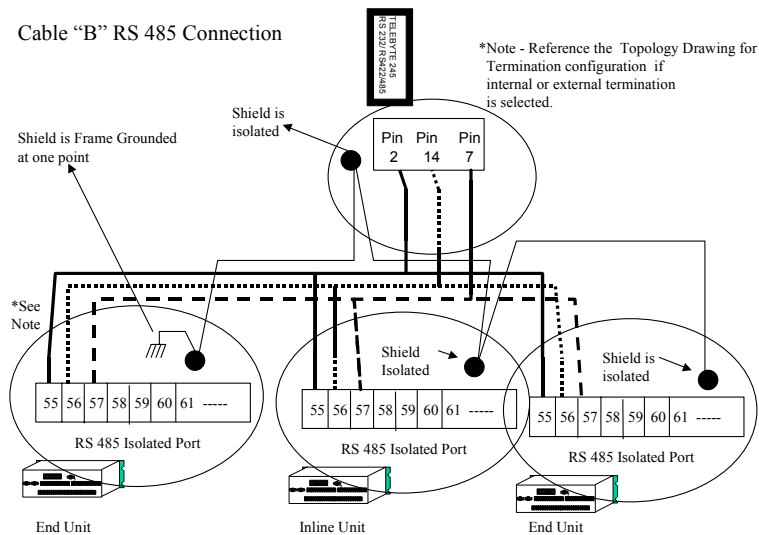 Cable “B” RS 485 Connection
TELEBYTE 245
RS 232/ RS422/485
*Note - Reference the Topology Drawing for
Termination configuration if
internal or external termination
is selected.
Shield is
isolated
Shield is Frame Grounded
at one point
Pin Pin Pin
2 14 7
*See
Note
Shield
Isolated
Shield is
isolated
55 56 57 58 59 60 61 -----
55 56 57 58 59 60 61 -----
55 56 57 58 59 60 61 -----
RS 485 Isolated Port
RS 485 Isolated Port
RS 485 Isolated Port
End Unit
Inline Unit
End Unit